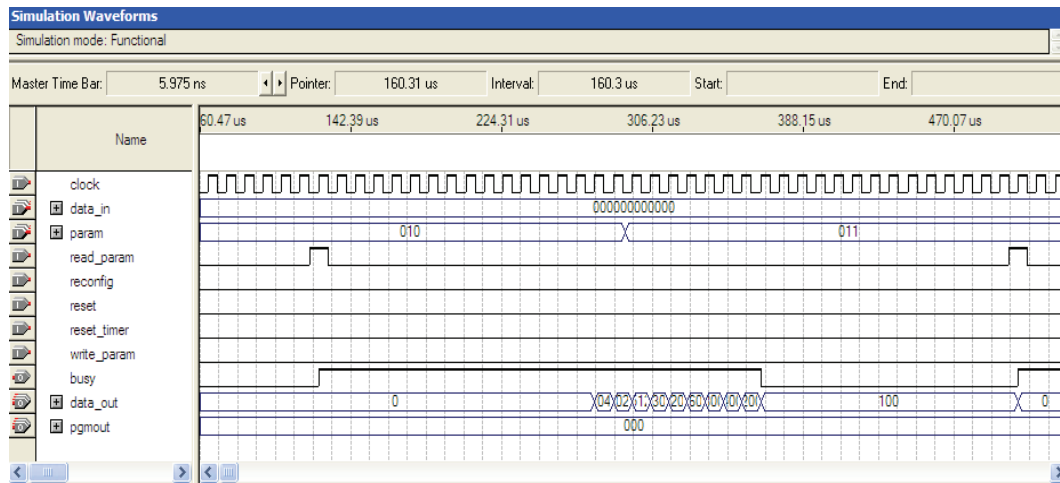 Simulation Waveforms
Simulation mode: Functional
Master Time Bar: 5.975 ns Pointer: 160.31 us Interval: 160.3 us Start: End:
Name 60.47 us 142.39 us 224.31 us 306.23 us 388.15 us 470.07 us
clock
data_in 000000000000
param 010 011
read_param
reconfig
reset
reset_timer
write_param
busy
data_out 0 04 02 30 20 100 0
pgmout 000